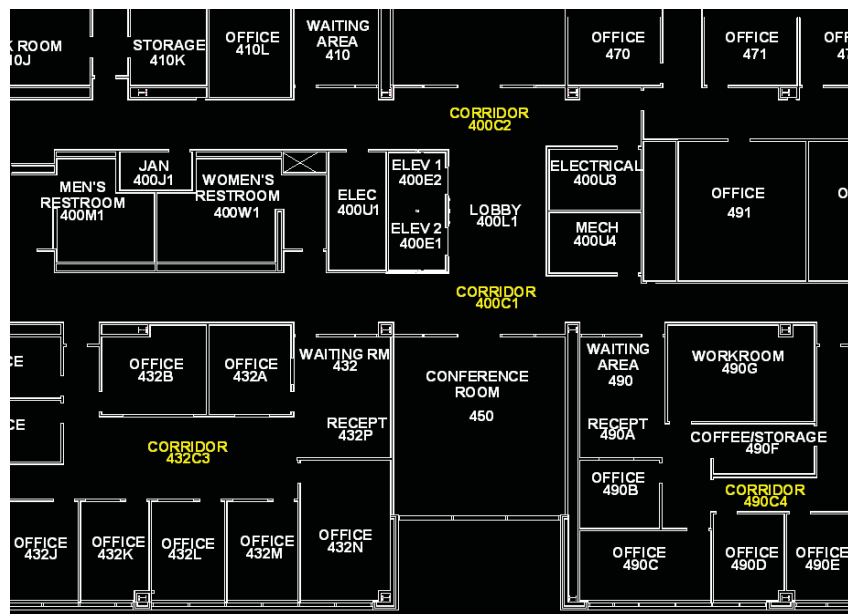 ROOM
STORAGE
410K
OFFICE
410L
WAITING
AREA
410
OFFICE
470
OFFICE
471
CORRIDOR
400C2
JAN
400J1
MEN'S
RESTROOM
400M1
WOMEN'S
RESTROOM
400W1
ELEC
400U1
ELEV 1
400E2
ELEV 2
400E1
LOBBY
400L1
ELECTRICAL
400U3
MECH
400U4
OFFICE
491
CORRIDOR
400C1
OFFICE
432B
OFFICE
432A
WAITING RM
432
RECEPT
432P
CONFERENCE
ROOM
450
WAITING
AREA
490
RECEPT
490A
WORKROOM
490G
COFFEE/STORAGE
490F
CORRIDOR
432C3
OFFICE
490B
CORRIDOR
490C4
OFFICE
432J
OFFICE
432K
OFFICE
432L
OFFICE
432M
OFFICE
432N
OFFICE
490C
OFFICE
490D
OFFICE
490E